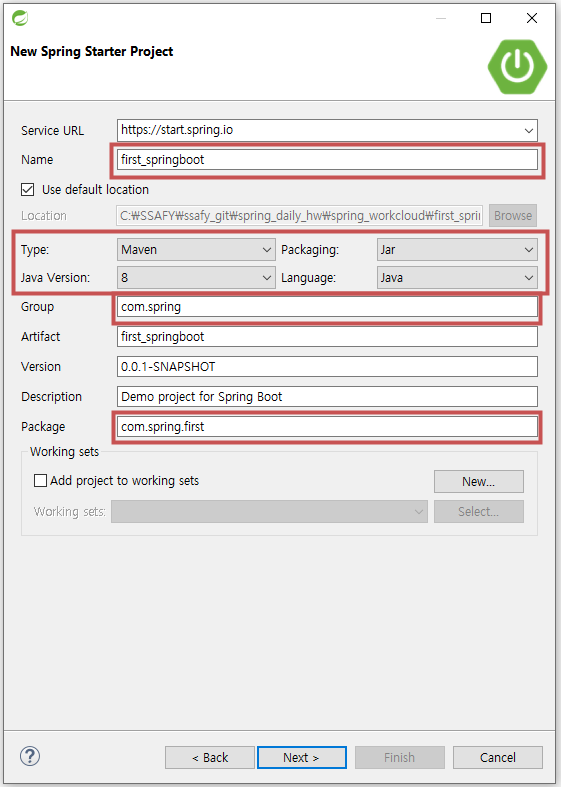 New Spring Starter Project
Service URL https://start.spring.io
Name first_springboot
Use default location
Location C:₩SSAFY₩ssafy_git₩spring_daily_hw₩spring_workcloud₩first_sprin Browse
Type: Maven Packaging: Jar
Java Version: 8 Language: Java
Group com.spring
Artifact first_springboot
Version 0.0.1-SNAPSHOT
Description Demo project for Spring Boot
Package com.spring.first
Working sets
Add project to working sets New...
Working sets: Select...
? < Back Next > Finish Cancel